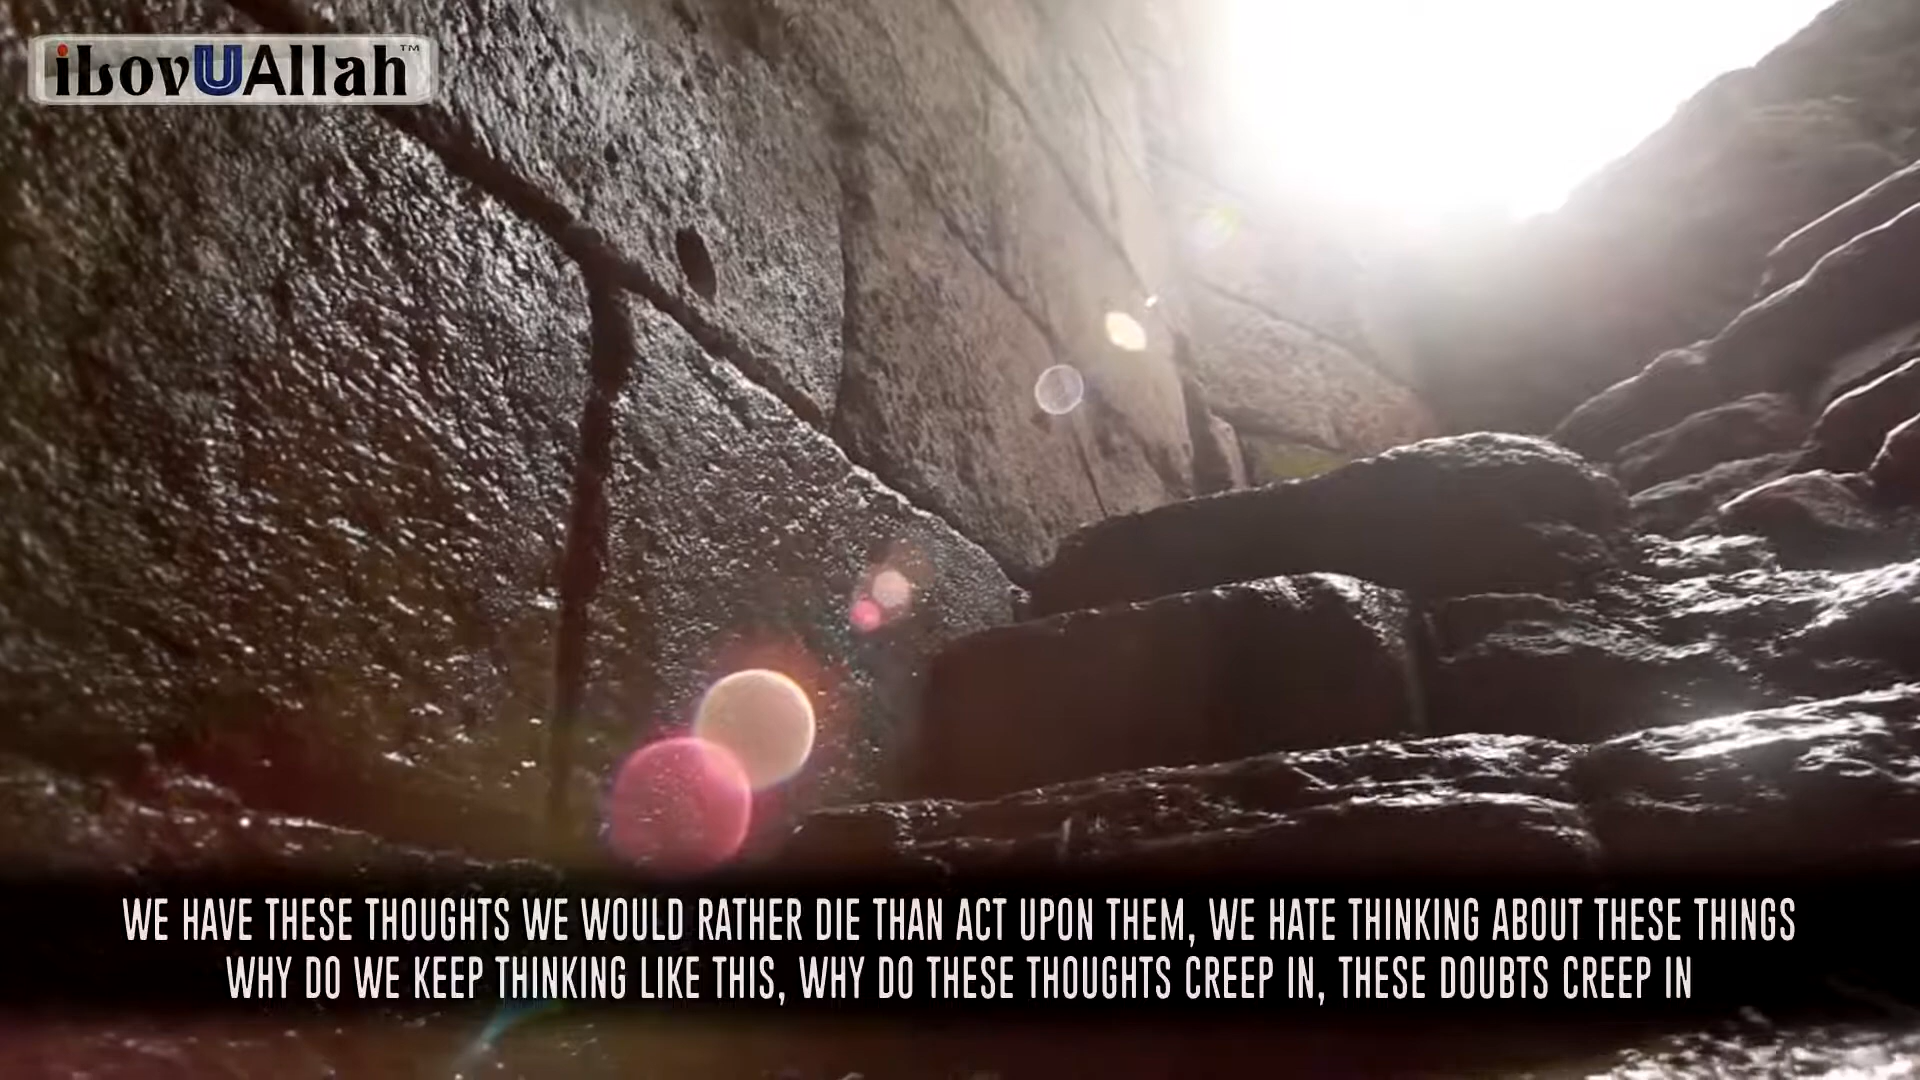 iLovUAllah™
WE HAVE THESE THOUGHTS WE WOULD RATHER DIE THAN ACT UPON THEM, WE HATE THINKING ABOUT THESE THINGS
WHY DO WE KEEP THINKING LIKE THIS, WHY DO THESE THOUGHTS CREEP IN, THESE DOUBTS CREEP IN